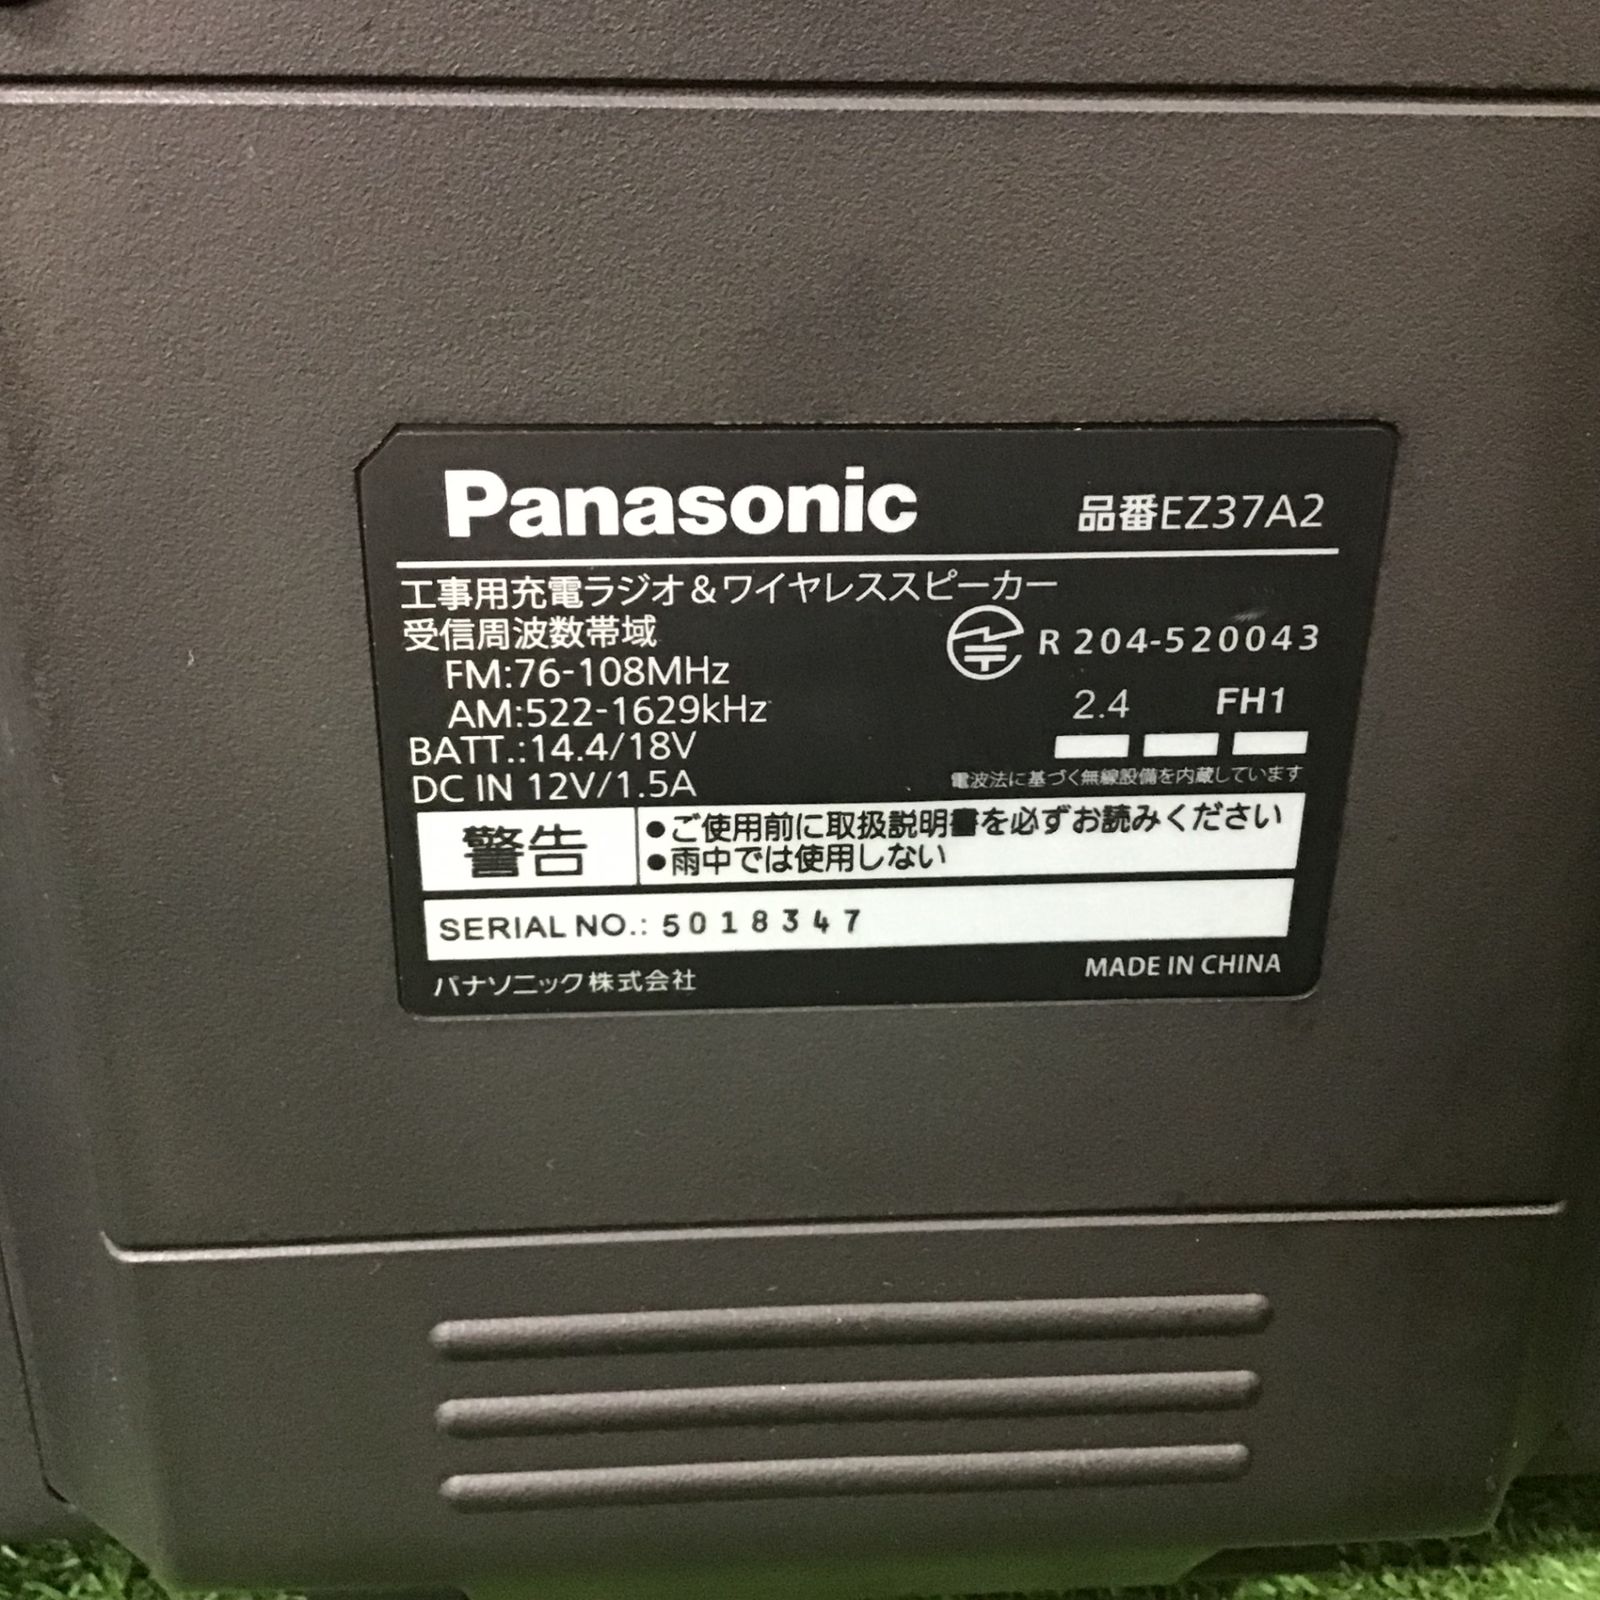 Panasonic 品番EZ37A2
工事用充電ラジオ&ワイヤレススピーカー
受信周波数帯域
R 204-520043
FM:76-108MHz
AM:522-1629kHz
2.4 FH1
BATT.:14.4/18V
DC IN 12V/1.5A
電波法に基づく無線設備を内蔵しています
警告
●ご使用前に取扱説明書を必ずお読みください
●雨中では使用しない
SERIAL NO.: 5018347
パナソニック株式会社 MADE IN CHINA